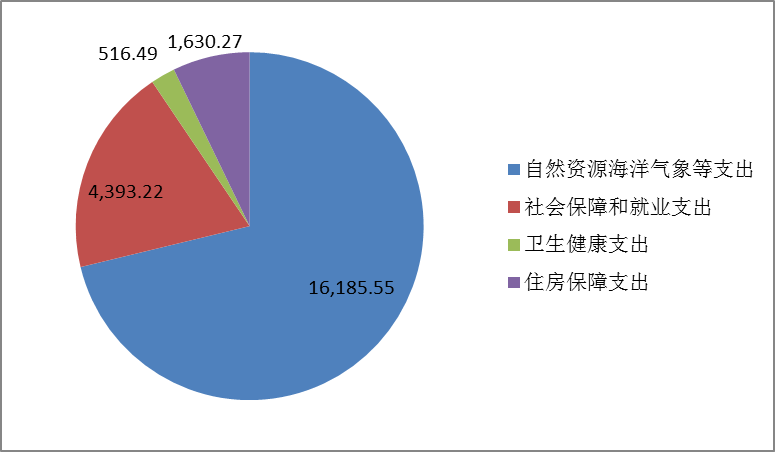 516.49
1,630.27
4,393.22
16,185.55
自然资源海洋气象等支出
社会保障和就业支出
卫生健康支出
住房保障支出